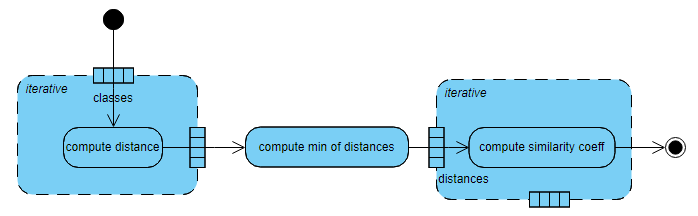 iterative
classes
compute distance
compute min of distances
iterative
compute similarity coeff
distances